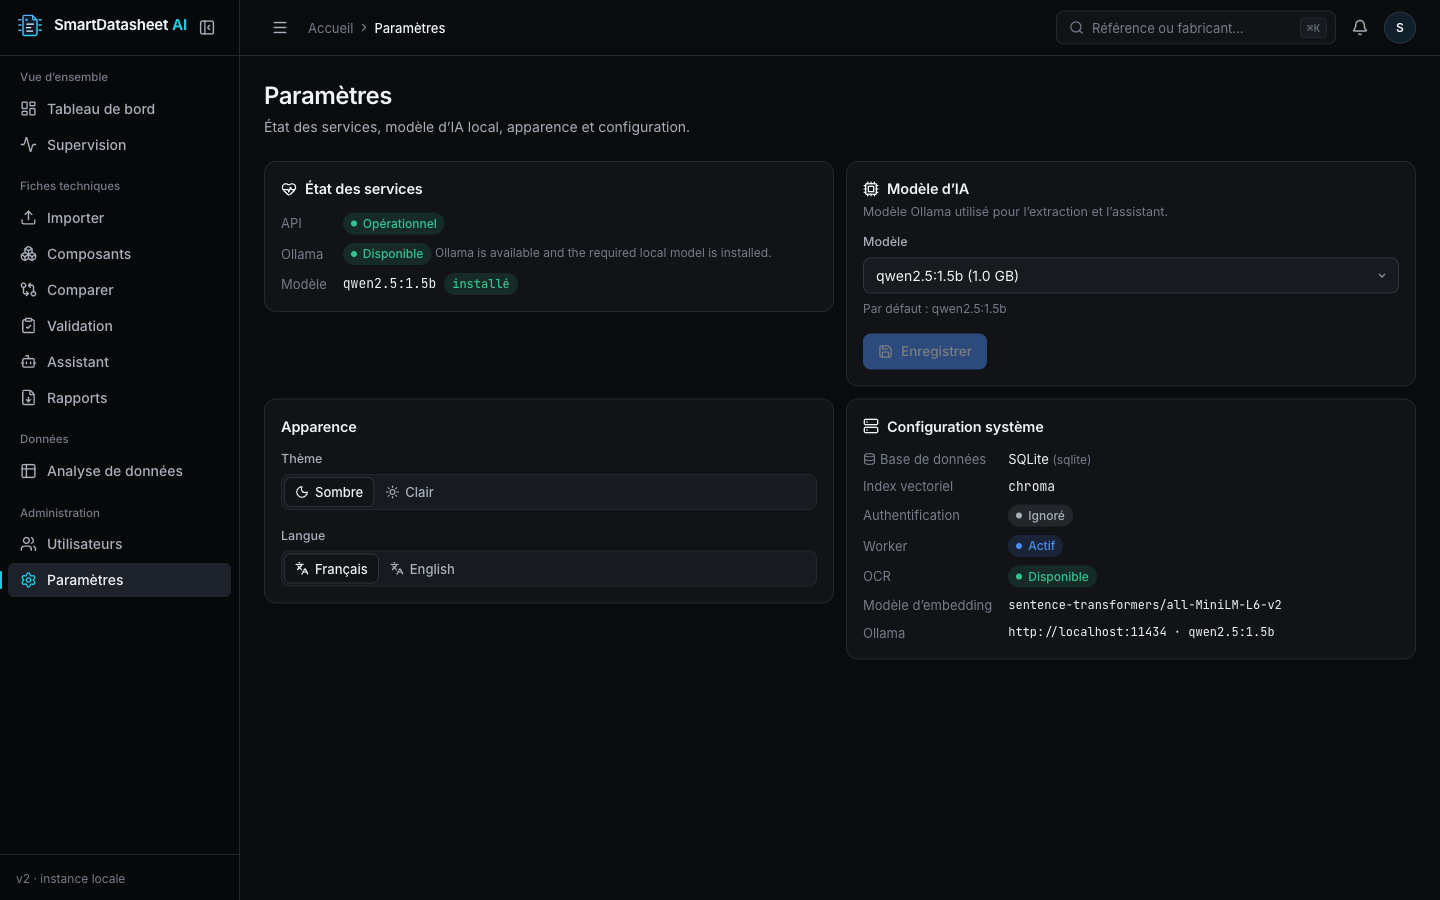 SmartDatasheet AI
Accueil > Paramètres
Référence ou fabricant... ⌘K
S
Vue d'ensemble
Tableau de bord
Supervision
Fiches techniques
Importer
Composants
Comparer
Validation
Assistant
Rapports
Données
Analyse de données
Administration
Utilisateurs
Paramètres
v2 · instance locale
Paramètres
État des services, modèle d'IA local, apparence et configuration.
État des services
API Opérationnel
Ollama Disponible Ollama is available and the required local model is installed.
Modèle qwen2.5:1.5b installé
Modèle d'IA
Modèle Ollama utilisé pour l'extraction et l'assistant.
Modèle
qwen2.5:1.5b (1.0 GB)
Par défaut : qwen2.5:1.5b
Enregistrer
Apparence
Thème
Sombre Clair
Langue
Français English
Configuration système
Base de données SQLite (sqlite)
Index vectoriel chroma
Authentification Ignoré
Worker Actif
OCR Disponible
Modèle d'embedding sentence-transformers/all-MiniLM-L6-v2
Ollama http://localhost:11434 · qwen2.5:1.5b